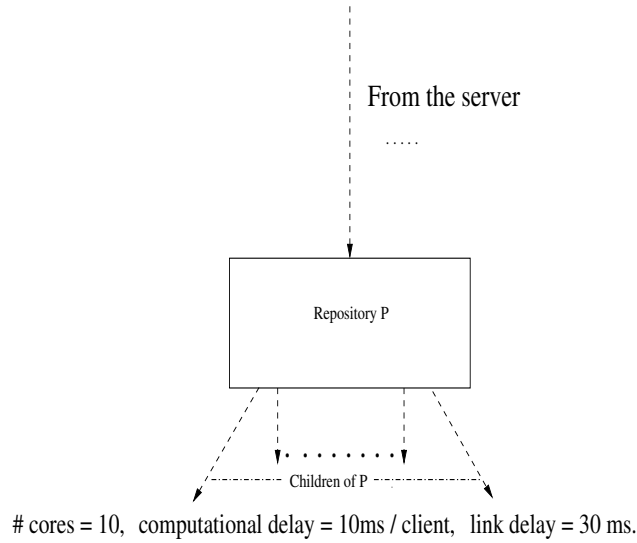 From the server
.....
Repository P
Children of P
# cores = 10, computational delay = 10ms / client, link delay = 30 ms.